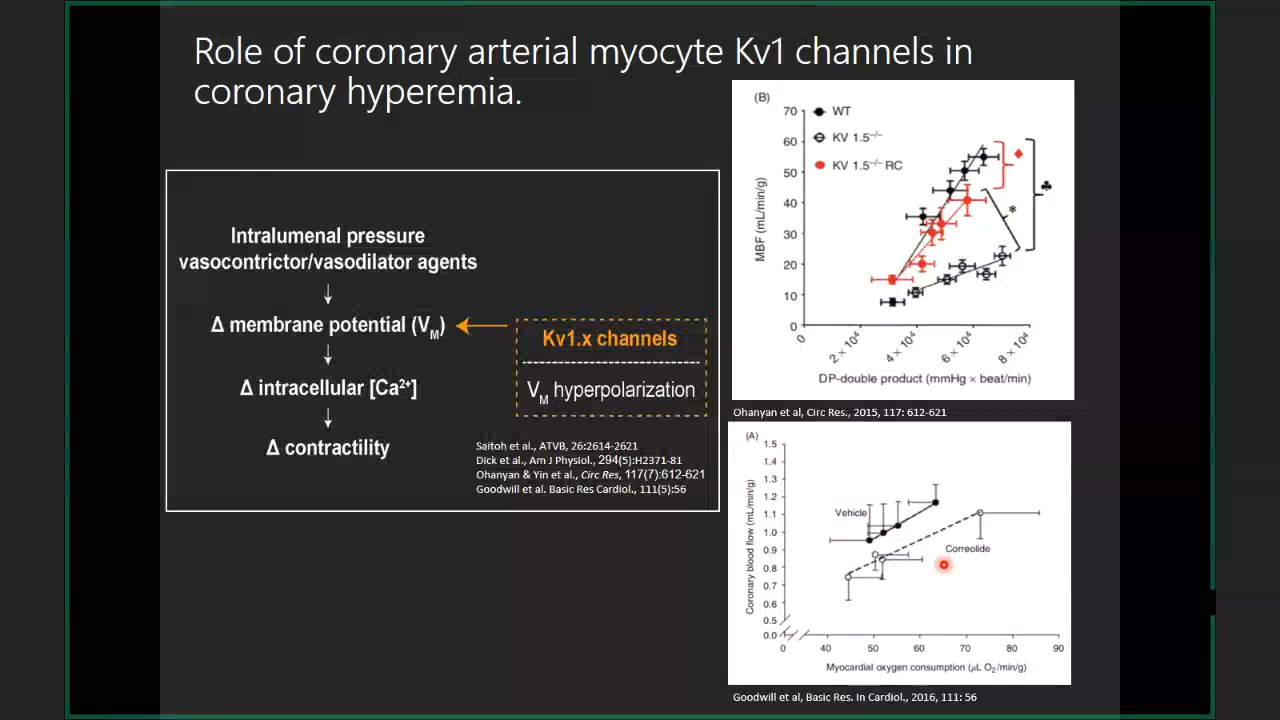 Role of coronary arterial myocyte Kv1 channels in
coronary hyperemia.
Intralumenal pressure
vasocontrictor/vasodilator agents
Δ membrane potential (VM)
Δ intracellular [Ca2+]
Δ contractility
Kv1.x channels
VM hyperpolarization
Saitoh et al., ATVB, 26:2614-2621
Dick et al., Am J Physiol., 294(5):H2371-81
Ohanyan & Yin et al., Circ Res, 117(7):612-621
Goodwill et al. Basic Res Cardiol., 111(5):56
(B)
WT
KV 1.5−/−
KV 1.5−/− RC
70
60
50
40
30
20
10
0
MBF (mL/min/g)
*
0
2 × 104
4 × 104
6 × 104
8 × 104
DP-double product (mmHg × beat/min)
Ohanyan et al, Circ Res., 2015, 117: 612-621
(A)
1.5
1.4
1.3
1.2
1.1
1.0
0.9
0.8
0.7
0.6
0.5
0.0
Coronary blood flow (mL/min/g)
Vehicle
Correolide
0
40
50
60
70
80
90
Myocardial oxygen consumption (μL O2/min/g)
Goodwill et al, Basic Res. In Cardiol., 2016, 111: 56